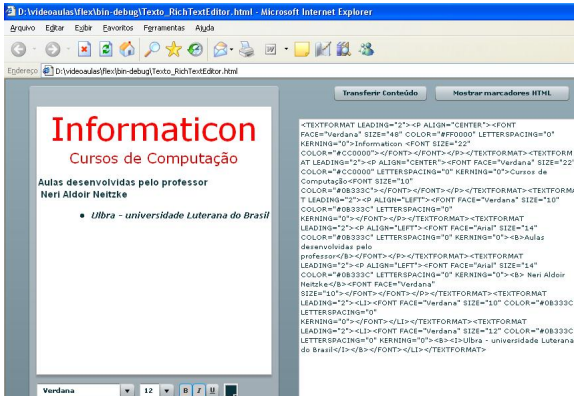 D:\videoaulas\flex\bin-debug\Texto_RichTextEditor.html - Microsoft Internet Explorer
Arquivo Editar Exibir Favoritos Ferramentas Ajuda
Endereço D:\videoaulas\flex\bin-debug\Texto_RichTextEditor.html
Transferir Conteúdo Mostrar marcadores HTML
Informaticon
Cursos de Computação
Aulas desenvolvidas pelo professor
Neri Aldoir Neitzke
• Ulbra - universidade Luterana do Brasil
Verdana 12 B I U
<TEXTFORMAT LEADING="2"><P ALIGN="CENTER"><FONT
FACE="Verdana" SIZE="48" COLOR="#FF0000" LETTERSPACING="0"
KERNING="0">Informaticon <FONT SIZE="22"
COLOR="#CC0000"></FONT></FONT></P></TEXTFORMAT><TEXTFORM
AT LEADING="2"><P ALIGN="CENTER"><FONT FACE="Verdana" SIZE="22"
COLOR="#CC0000" LETTERSPACING="0" KERNING="0">Cursos de
Computação<FONT SIZE="10"
COLOR="#0B333C"></FONT></FONT></P></TEXTFORMAT><TEXTFORMA
T LEADING="2"><P ALIGN="LEFT"><FONT FACE="Verdana" SIZE="10"
COLOR="#0B333C" LETTERSPACING="0"
KERNING="0"></FONT></P></TEXTFORMAT><TEXTFORMAT
LEADING="2"><P ALIGN="LEFT"><FONT FACE="Arial" SIZE="14"
COLOR="#0B333C" LETTERSPACING="0" KERNING="0"><B>Aulas
desenvolvidas pelo
professor</B></FONT></P></TEXTFORMAT><TEXTFORMAT
LEADING="2"><P ALIGN="LEFT"><FONT FACE="Arial" SIZE="14"
COLOR="#0B333C" LETTERSPACING="0" KERNING="0"><B> Neri Aldoir
Neitzke</B><FONT FACE="Verdana"
SIZE="10"></FONT></FONT></P></TEXTFORMAT><TEXTFORMAT
LEADING="2"><LI><FONT FACE="Verdana" SIZE="10" COLOR="#0B333C
LETTERSPACING="0"
KERNING="0"></FONT></LI></TEXTFORMAT><TEXTFORMAT
LEADING="2"><LI><FONT FACE="Verdana" SIZE="12" COLOR="#0B333C
LETTERSPACING="0" KERNING="0"><B><I>Ulbra - universidade Luterana
do Brasil</I></B></FONT></LI></TEXTFORMAT>